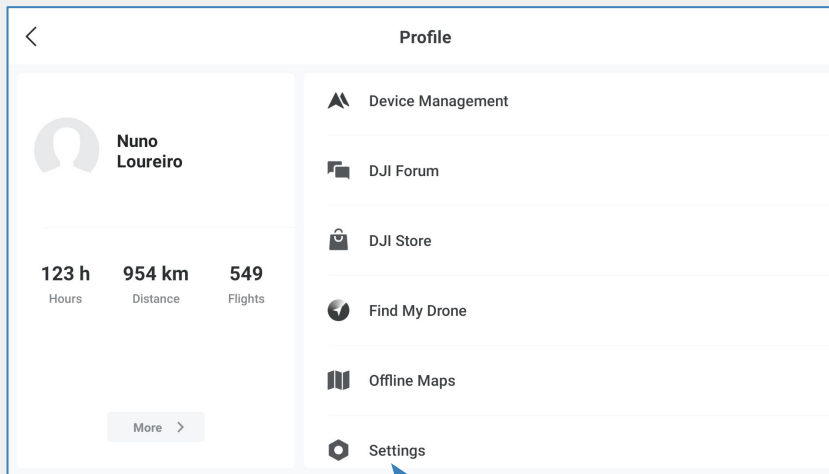 Profile
Nuno
Loureiro
123 h
954 km
549
Hours
Distance
Flights
More
Device Management
DJI Forum
DJI Store
Find My Drone
Offline Maps
Settings